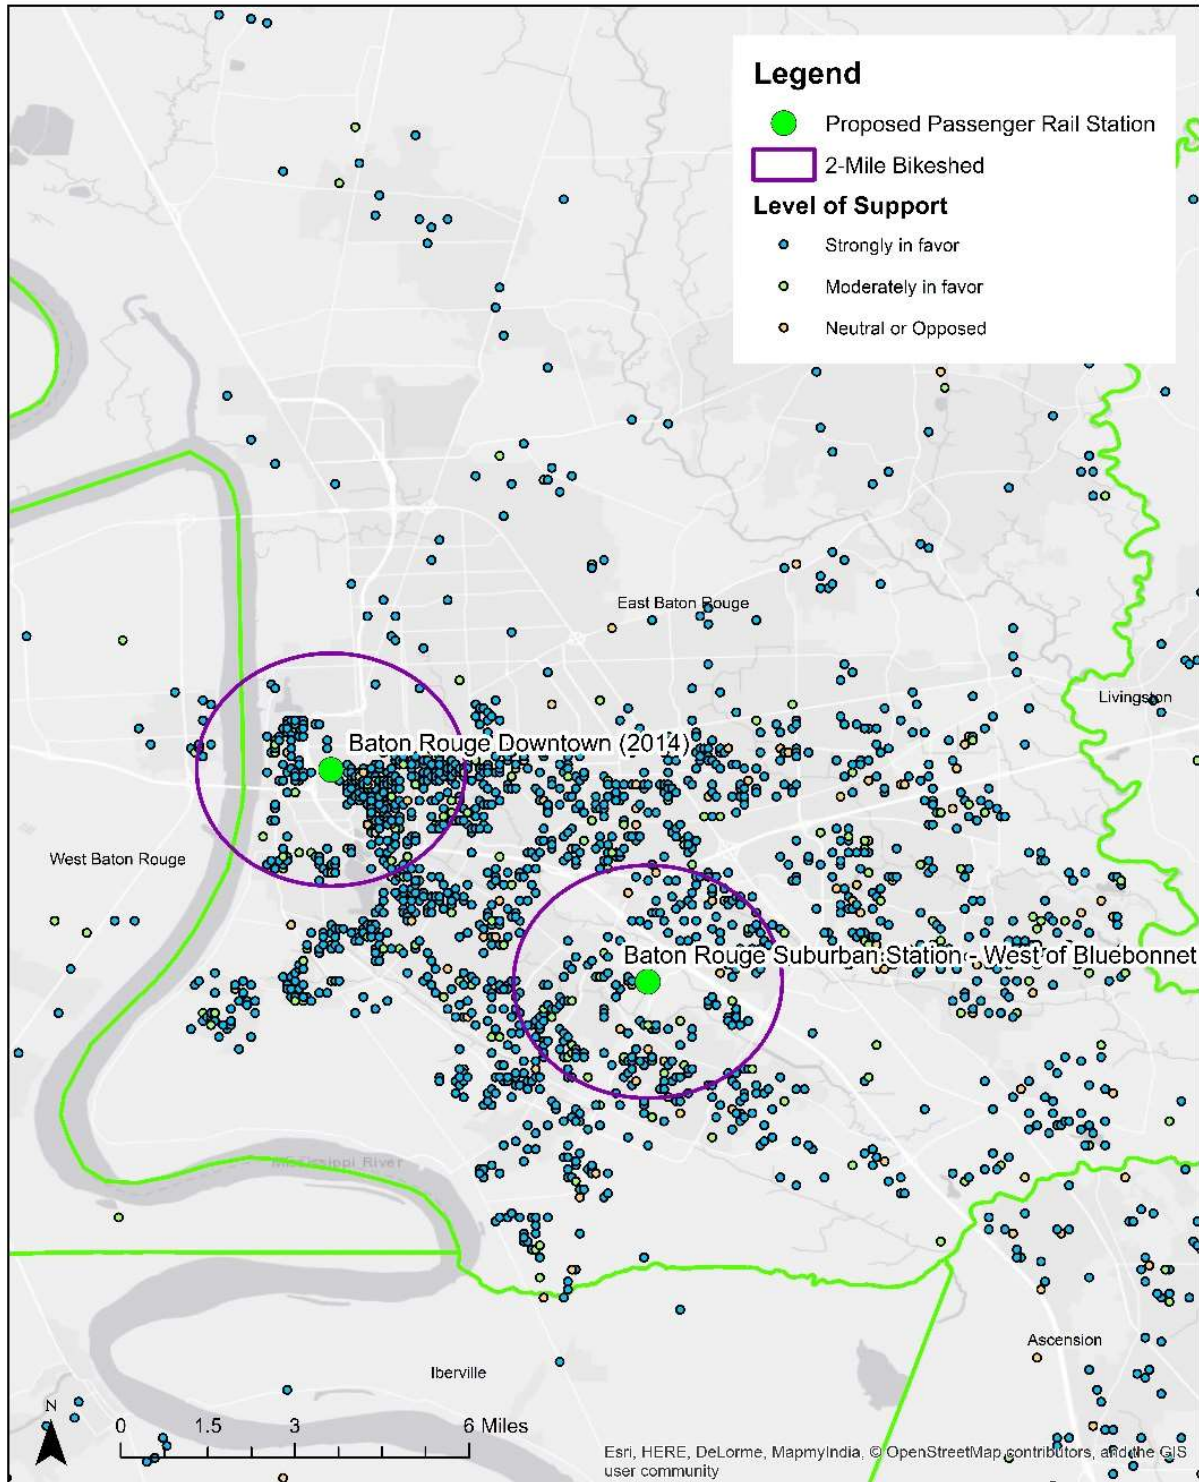 Legend
Proposed Passenger Rail Station
2-Mile Bikeshed
Level of Support
Strongly in favor
Moderately in favor
Neutral or Opposed
East Baton Rouge
Livingston
Baton Rouge Downtown (2014)
West Baton Rouge
Baton Rouge Suburban Station - West of Bluebonnet
Mississippi River
Ascension
Iberville
N
0 1.5 3 6 Miles
Esri, HERE, DeLorme, MapmyIndia, © OpenStreetMap contributors, and the GIS
user community